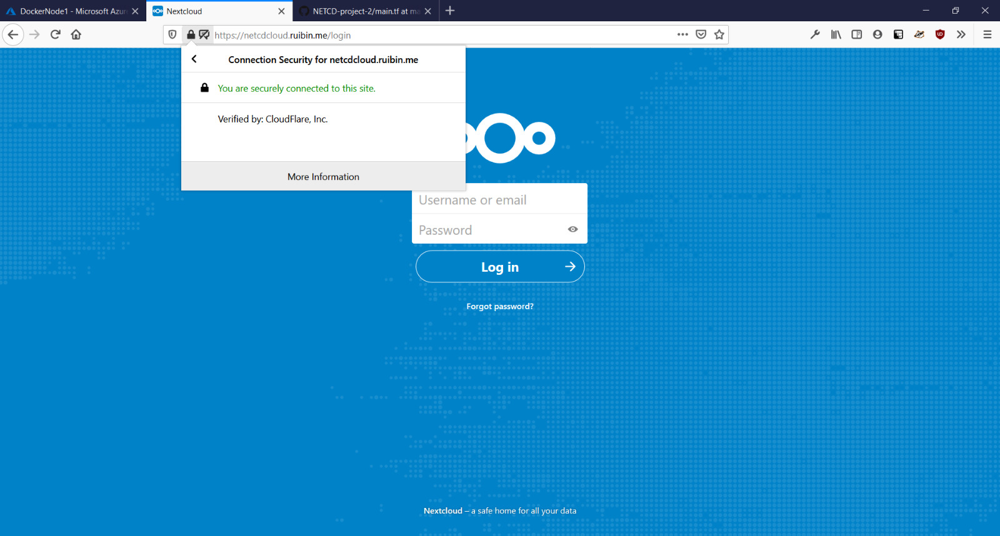 DockerNode1 - Microsoft Azur
Nextcloud
NETCD-project-2/main.tf at ma
https://netcdcloud.ruibin.me/login
Connection Security for netcdcloud.ruibin.me
You are securely connected to this site.
Verified by: CloudFlare, Inc.
More Information
Username or email
Password
Log in
Forgot password?
Nextcloud – a safe home for all your data